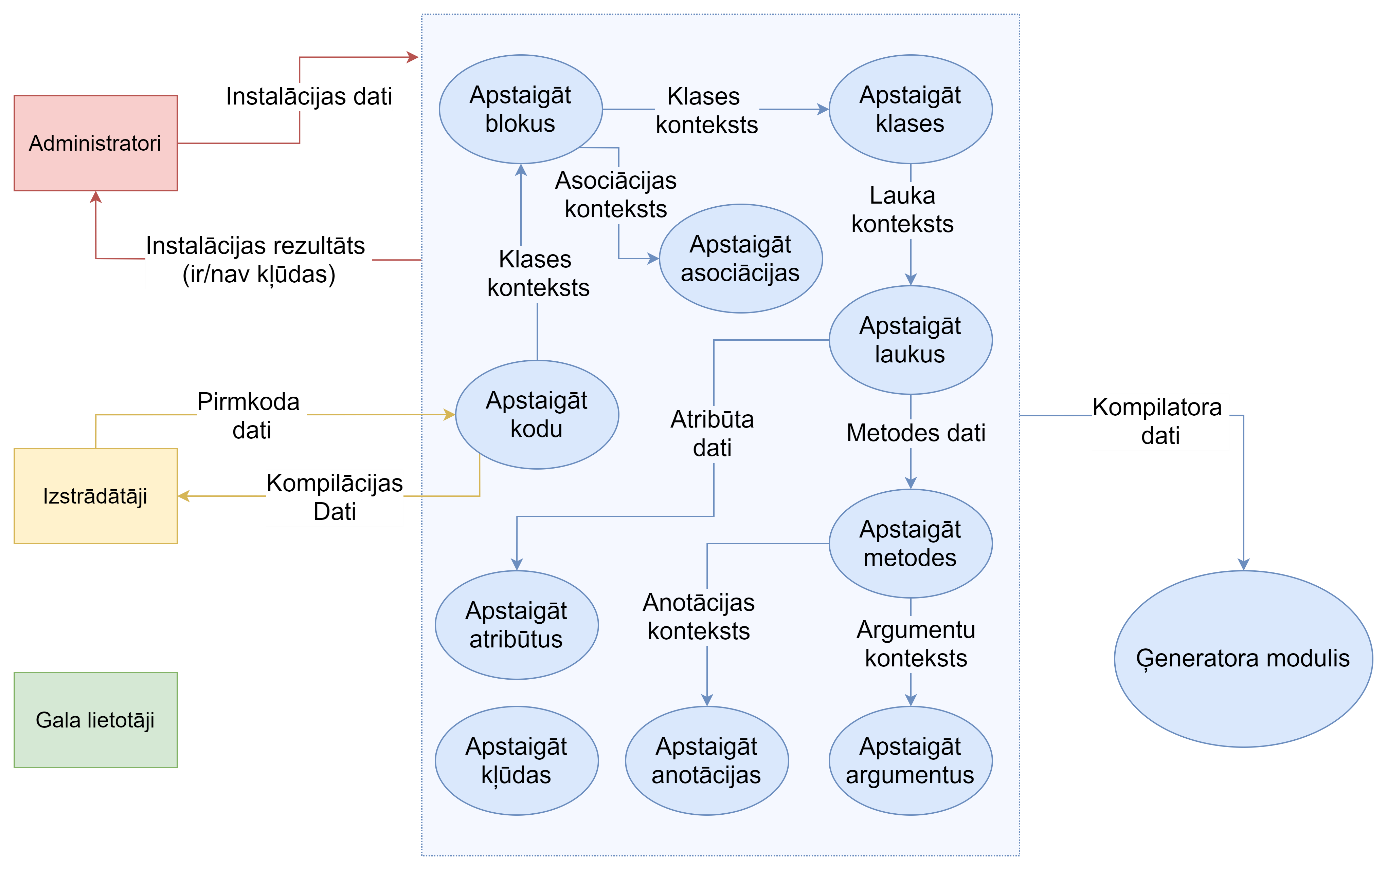 Instalācijas dati
Administratori
Instalācijas rezultāts
(ir/nav kļūdas)
Pirmkoda
dati
Izstrādātāji
Kompilācijas
Dati
Gala lietotāji
Apstaigāt
blokus
Klases
konteksts
Apstaigāt
klases
Asociācijas
konteksts
Lauka
konteksts
Apstaigāt
asociācijas
Klases
konteksts
Apstaigāt
laukus
Apstaigāt
kodu
Atribūta
dati
Metodes dati
Apstaigāt
metodes
Apstaigāt
atribūtus
Anotācijas
konteksts
Argumentu
konteksts
Apstaigāt
kļūdas
Apstaigāt
anotācijas
Apstaigāt
argumentus
Kompilatora
dati
Ģeneratora modulis